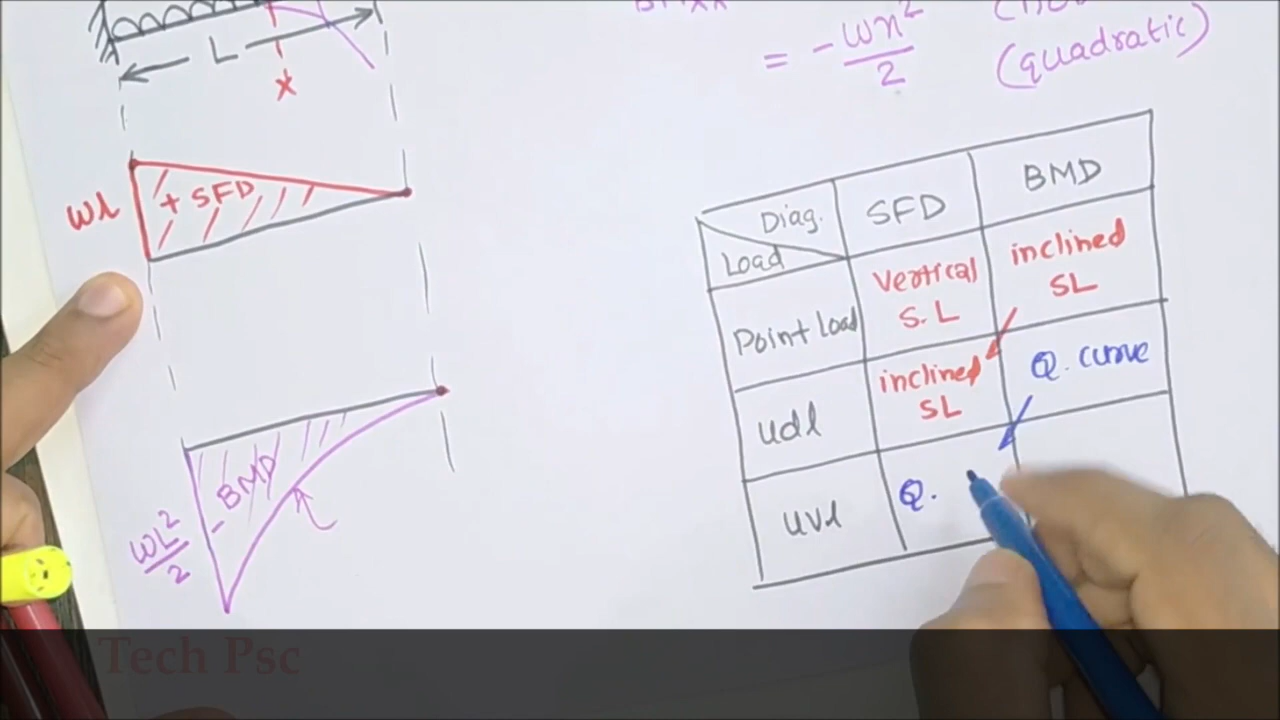 = -wx²/2
(quadratic)
L
x
wl
+ SFD
- BMD
wL²/2
Diag.
Load
SFD
BMD
Point load
Vertical
S.L
inclined
SL
udl
inclined
SL
Q. Curve
uvl
Q.
Tech Psc